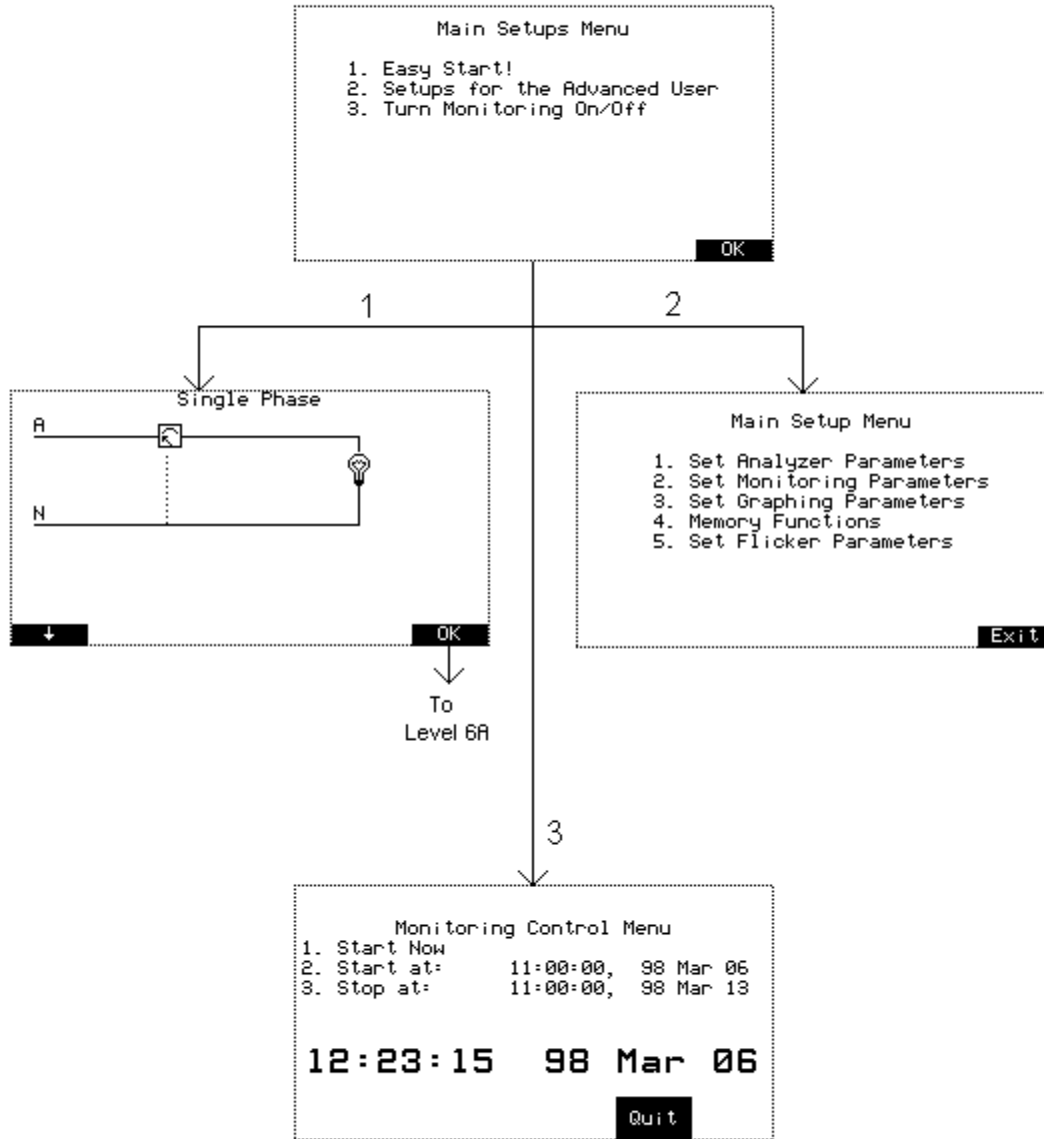 Main Setups Menu
1. Easy Start!
2. Setups for the Advanced User
3. Turn Monitoring On/Off
OK
1
2
Single Phase
A
N
↓
OK
To
Level 6A
Main Setup Menu
1. Set Analyzer Parameters
2. Set Monitoring Parameters
3. Set Graphing Parameters
4. Memory Functions
5. Set Flicker Parameters
Exit
3
Monitoring Control Menu
1. Start Now
2. Start at: 11:00:00, 98 Mar 06
3. Stop at: 11:00:00, 98 Mar 13
12:23:15 98 Mar 06
Quit